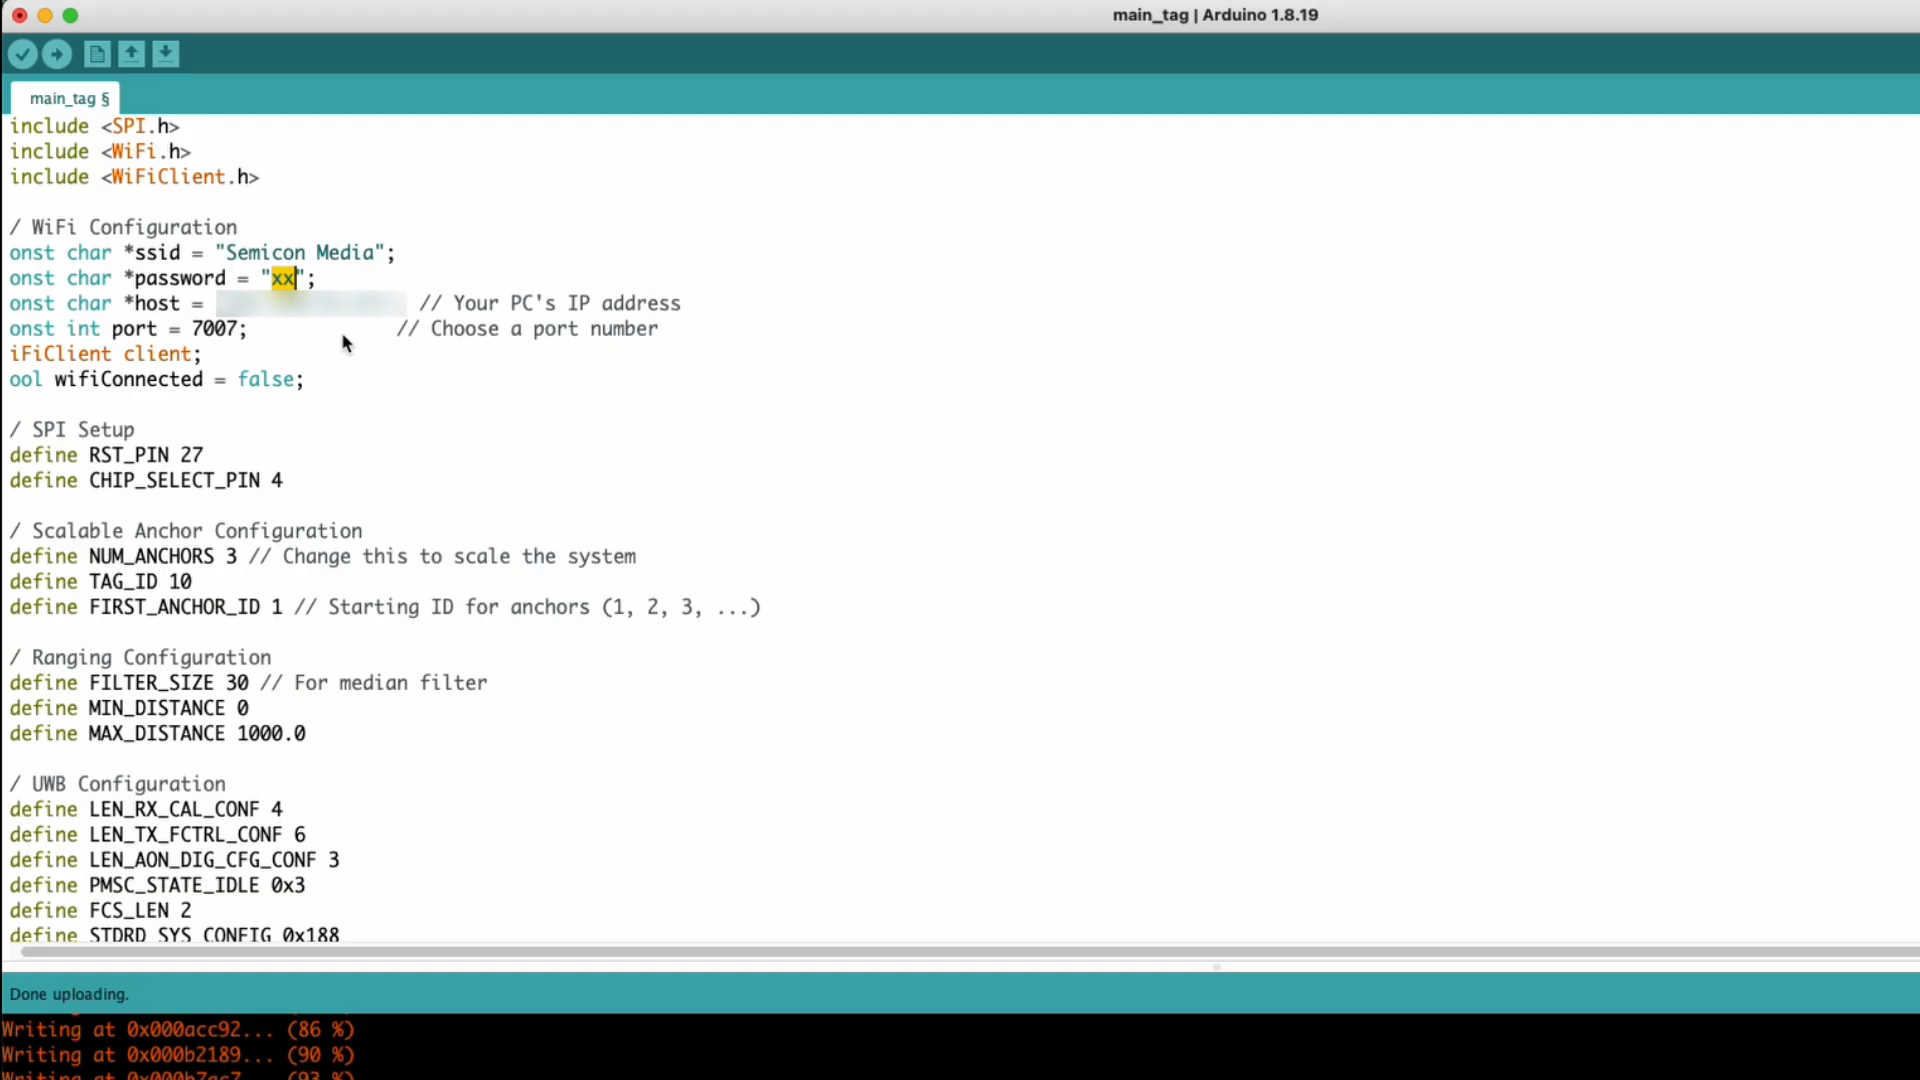 main_tag | Arduino 1.8.19
main_tag §
include <SPI.h>
include <WiFi.h>
include <WiFiClient.h>
/ WiFi Configuration
onst char *ssid = "Semicon Media";
onst char *password = "xx";
onst char *host = // Your PC's IP address
onst int port = 7007; // Choose a port number
iFiClient client;
ool wifiConnected = false;
/ SPI Setup
define RST_PIN 27
define CHIP_SELECT_PIN 4
/ Scalable Anchor Configuration
define NUM_ANCHORS 3 // Change this to scale the system
define TAG_ID 10
define FIRST_ANCHOR_ID 1 // Starting ID for anchors (1, 2, 3, ...)
/ Ranging Configuration
define FILTER_SIZE 30 // For median filter
define MIN_DISTANCE 0
define MAX_DISTANCE 1000.0
/ UWB Configuration
define LEN_RX_CAL_CONF 4
define LEN_TX_FCTRL_CONF 6
define LEN_AON_DIG_CFG_CONF 3
define PMSC_STATE_IDLE 0x3
define FCS_LEN 2
define STDRD_SYS_CONFIG 0x188
Done uploading.
Writing at 0x000acc92... (86 %)
Writing at 0x000b2189... (90 %)
Writing at 0x000b7ac7... (93 %)